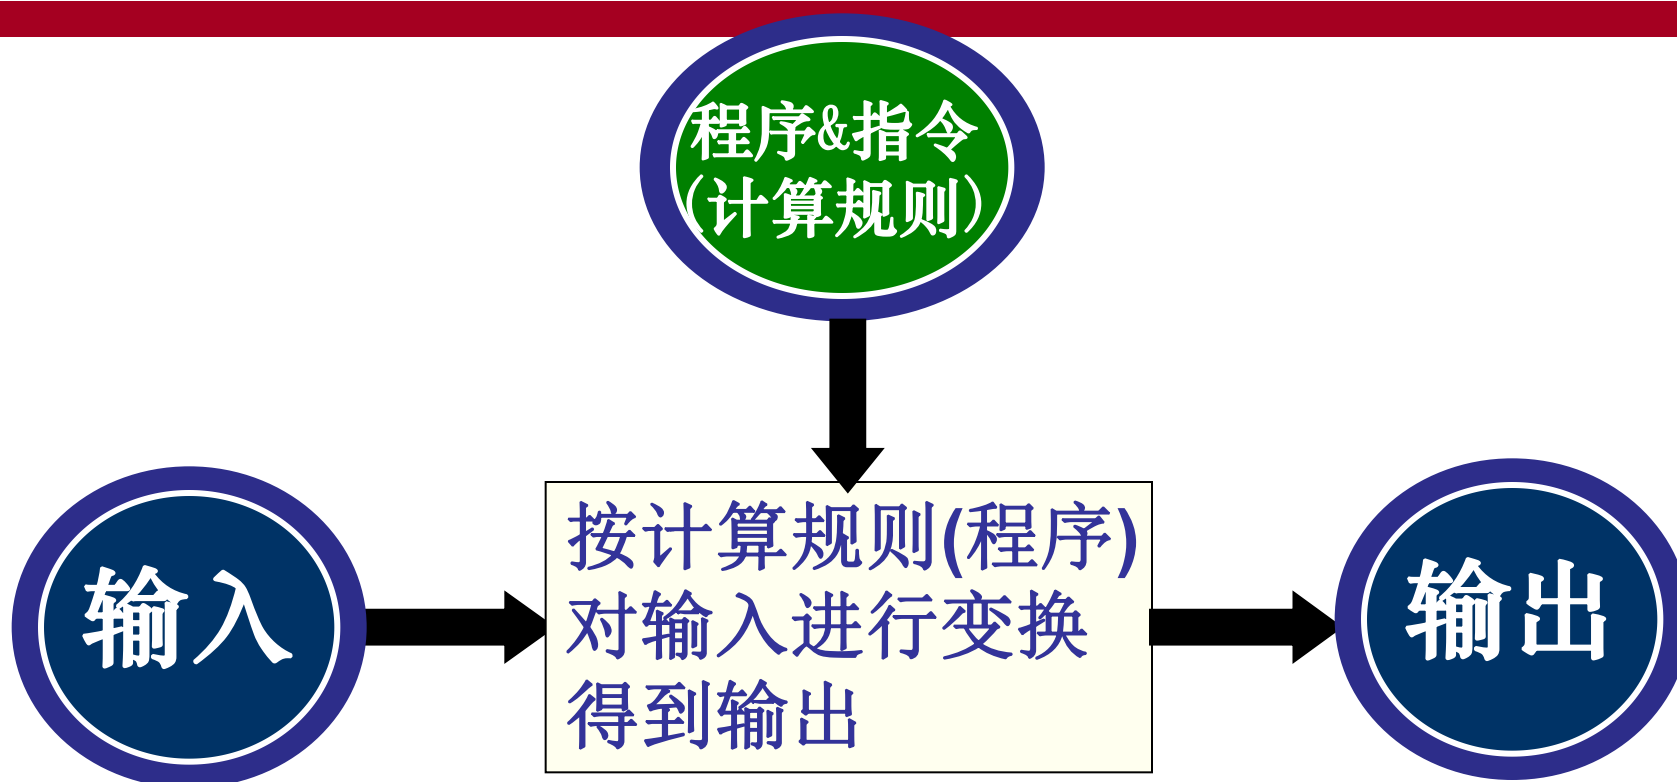 程序&指令
(计算规则)
输入
按计算规则(程序)
对输入进行变换
得到输出
输出